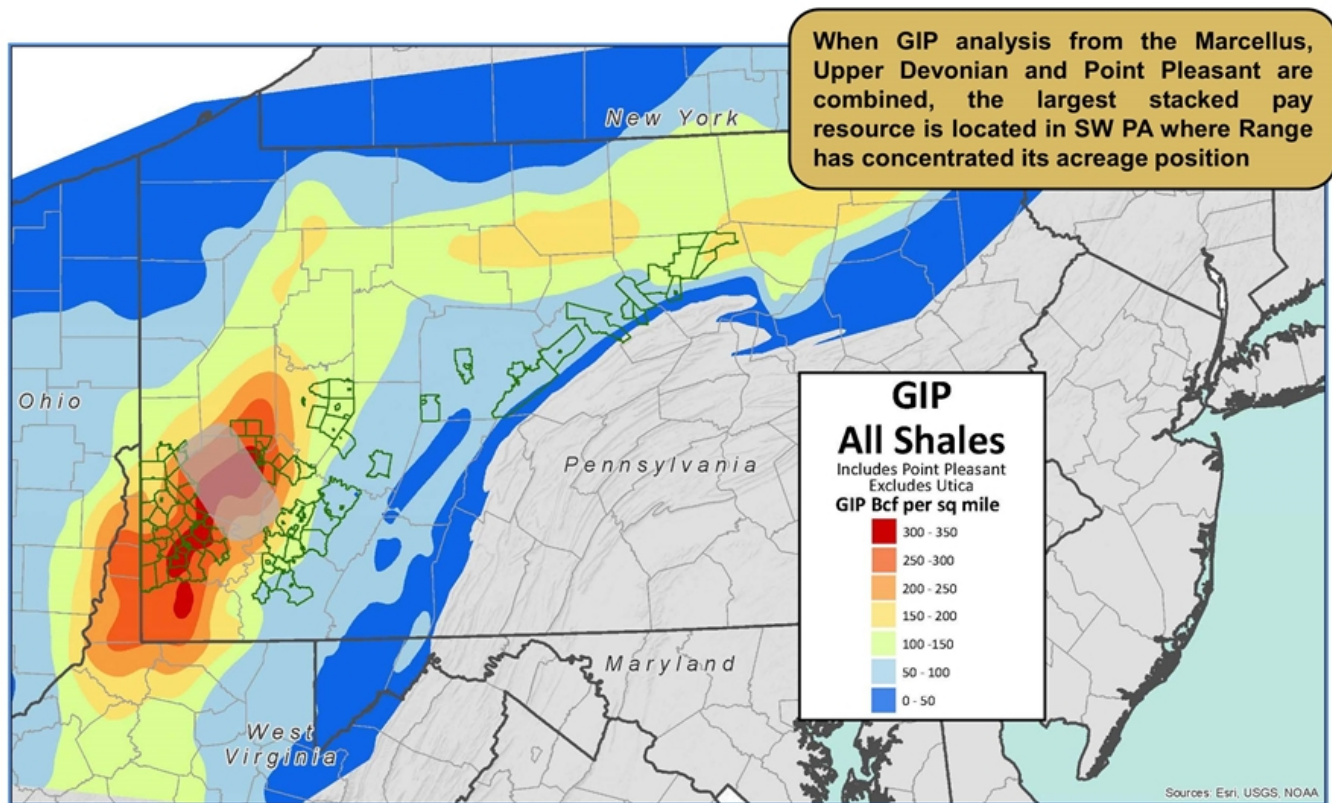 When GIP analysis from the Marcellus,
Upper Devonian and Point Pleasant are
combined, the largest stacked pay
resource is located in SW PA where Range
has concentrated its acreage position
New York
Ohio
Pennsylvania
Maryland
West
Virginia
GIP
All Shales
Includes Point Pleasant
Excludes Utica
GIP Bcf per sq mile
300 - 350
250 -300
200 - 250
150 - 200
100 -150
50 - 100
0 - 50
Sources: Esri, USGS, NOAA